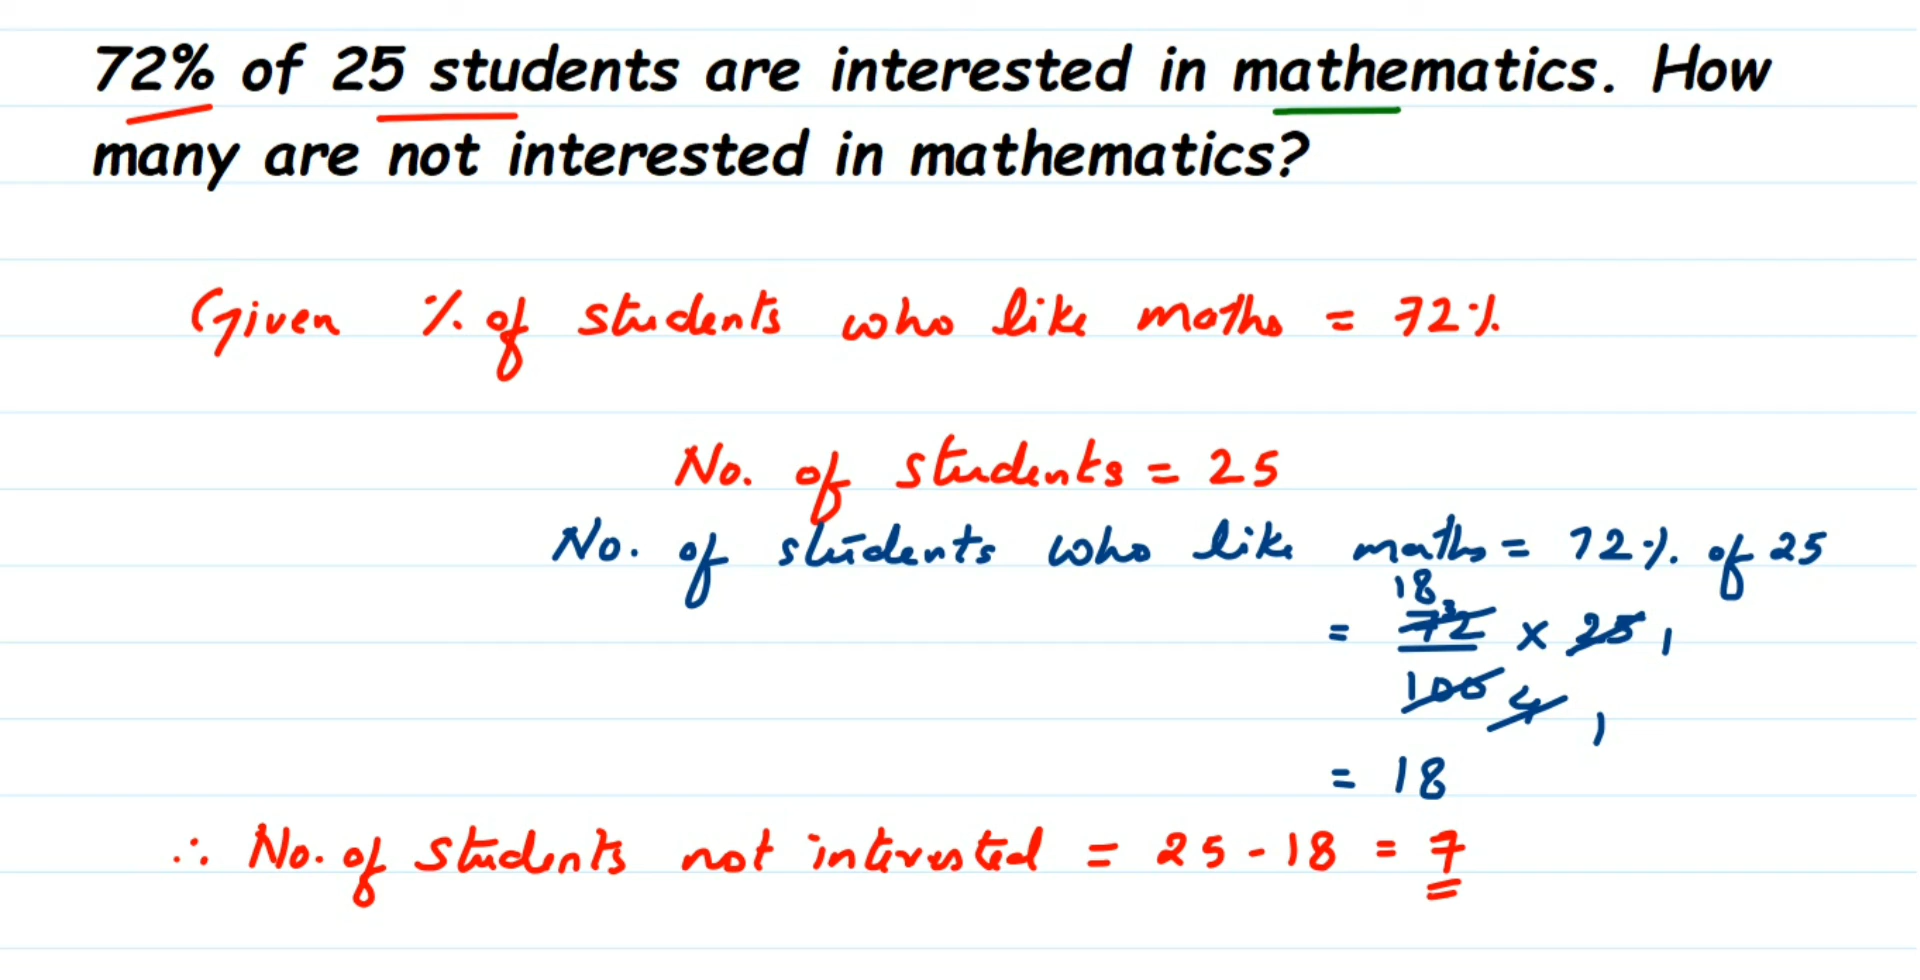 72% of 25 students are interested in mathematics. How
many are not interested in mathematics?
Given % of students who like maths = 72%
No. of students = 25
No. of students who like maths = 72% of 25
18
= 72/100 × 25 1
4 1
= 18
∴ No. of students not interested = 25 - 18 = 7